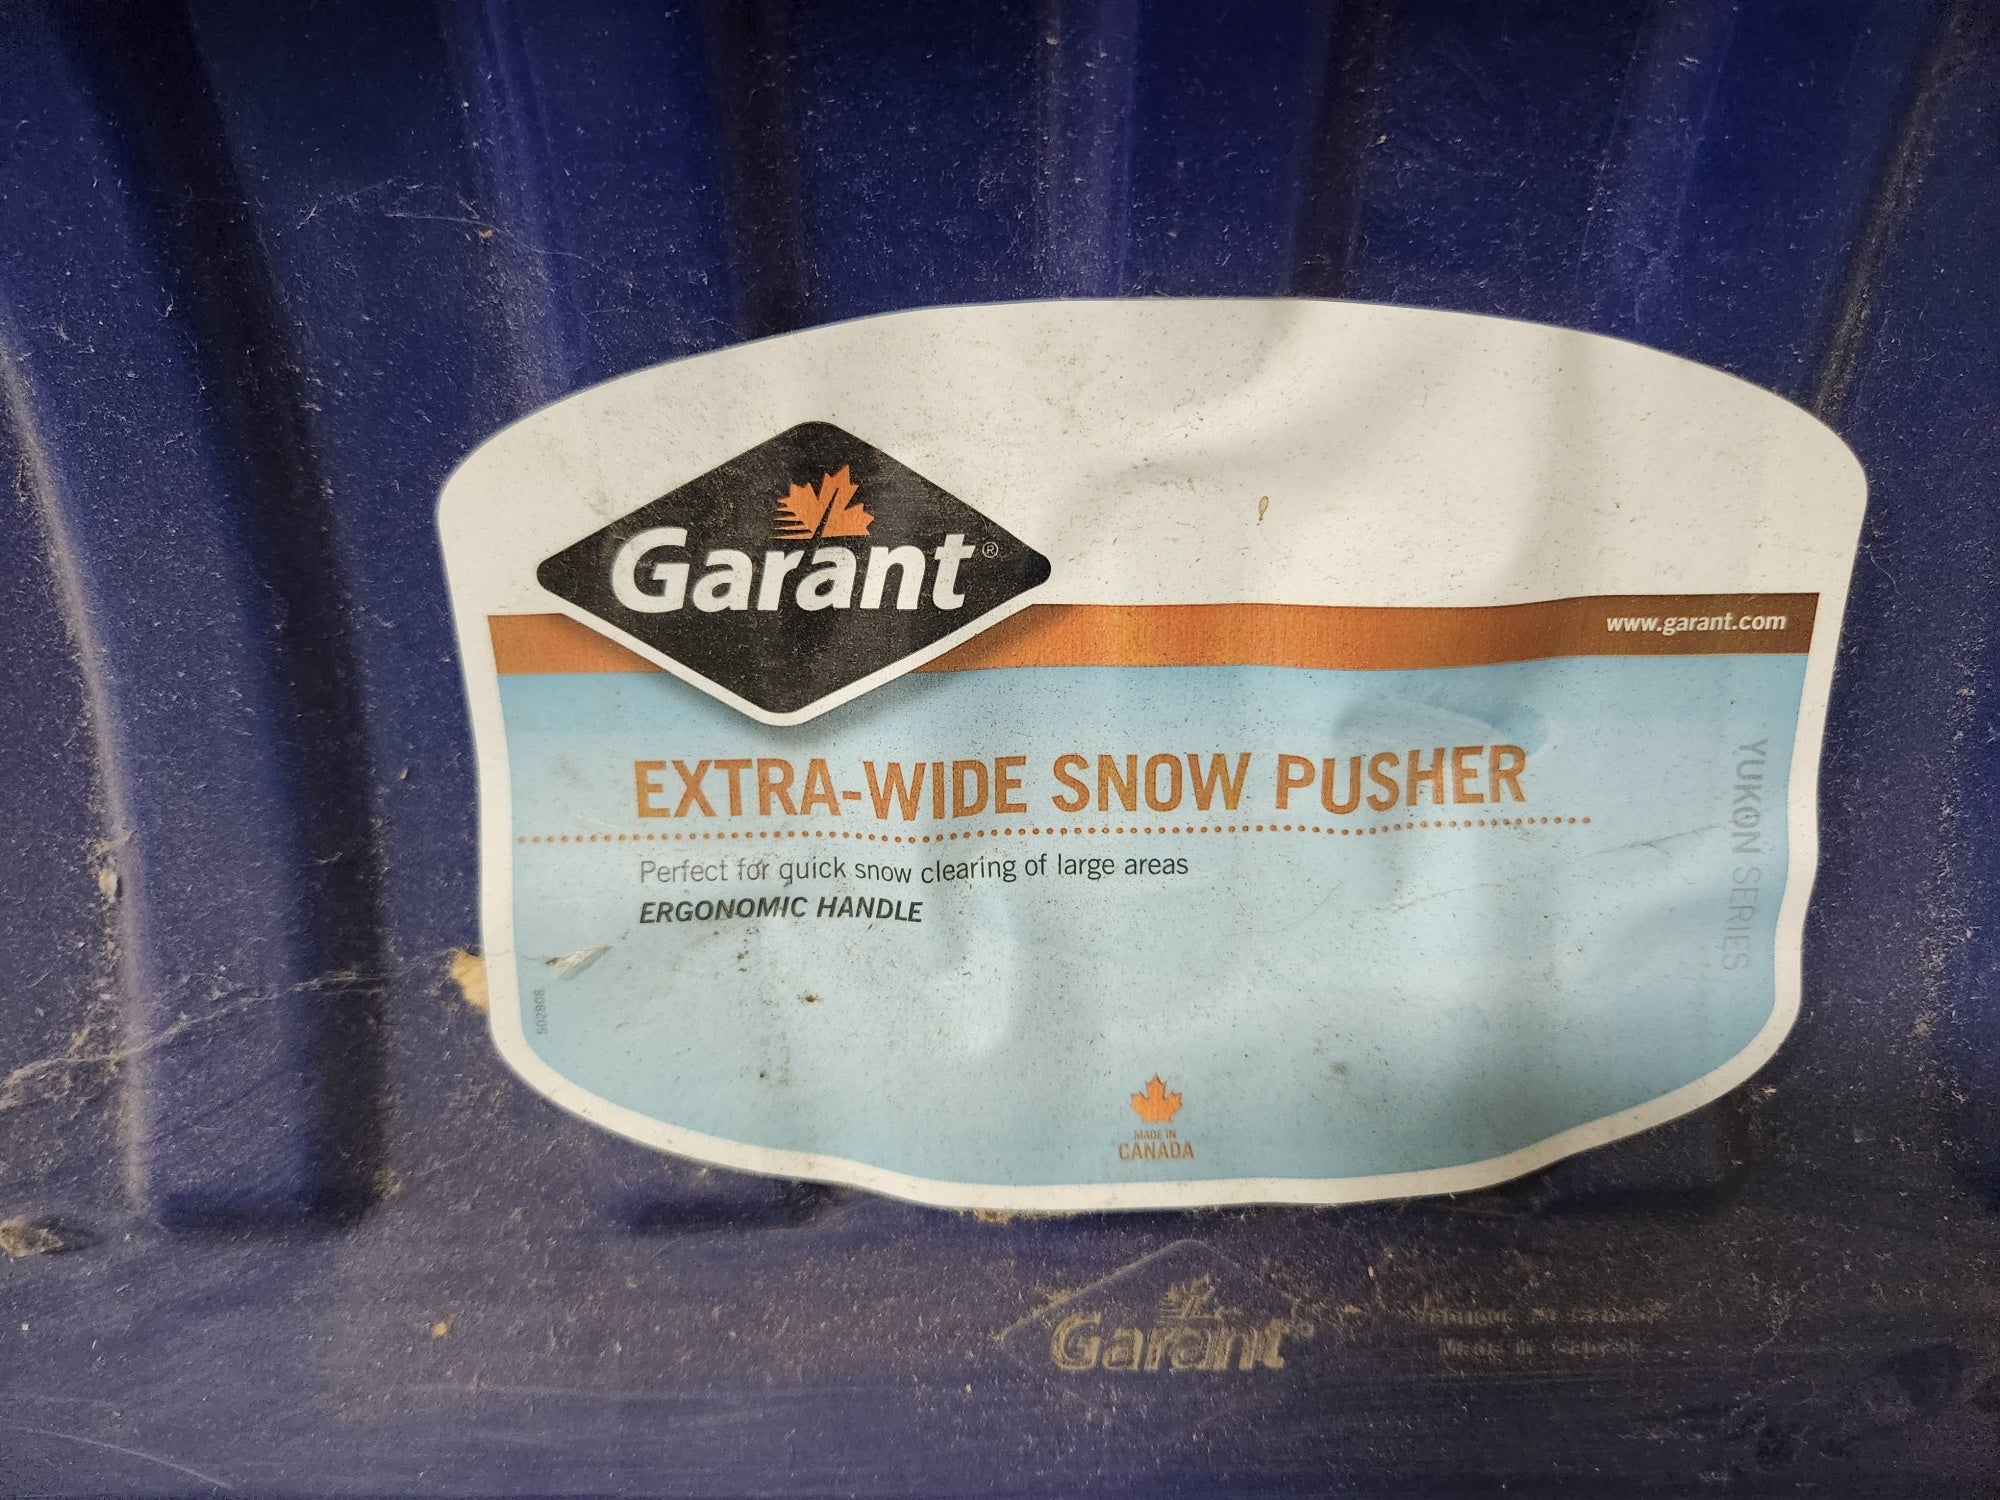 Garant®
www.garant.com
EXTRA-WIDE SNOW PUSHER
Perfect for quick snow clearing of large areas
ERGONOMIC HANDLE
YUKON SERIES
502808
MADE IN
CANADA
Garant